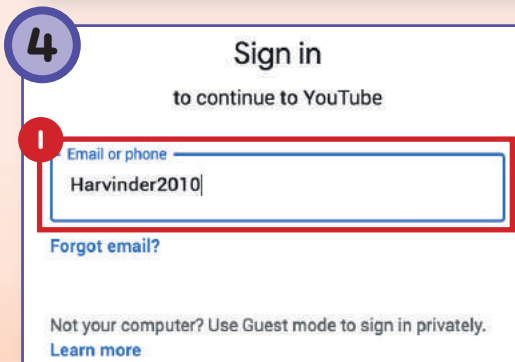 4
Sign in
to continue to YouTube
1
Email or phone
Harvinder2010
Forgot email?
Not your computer? Use Guest mode to sign in privately.
Learn more